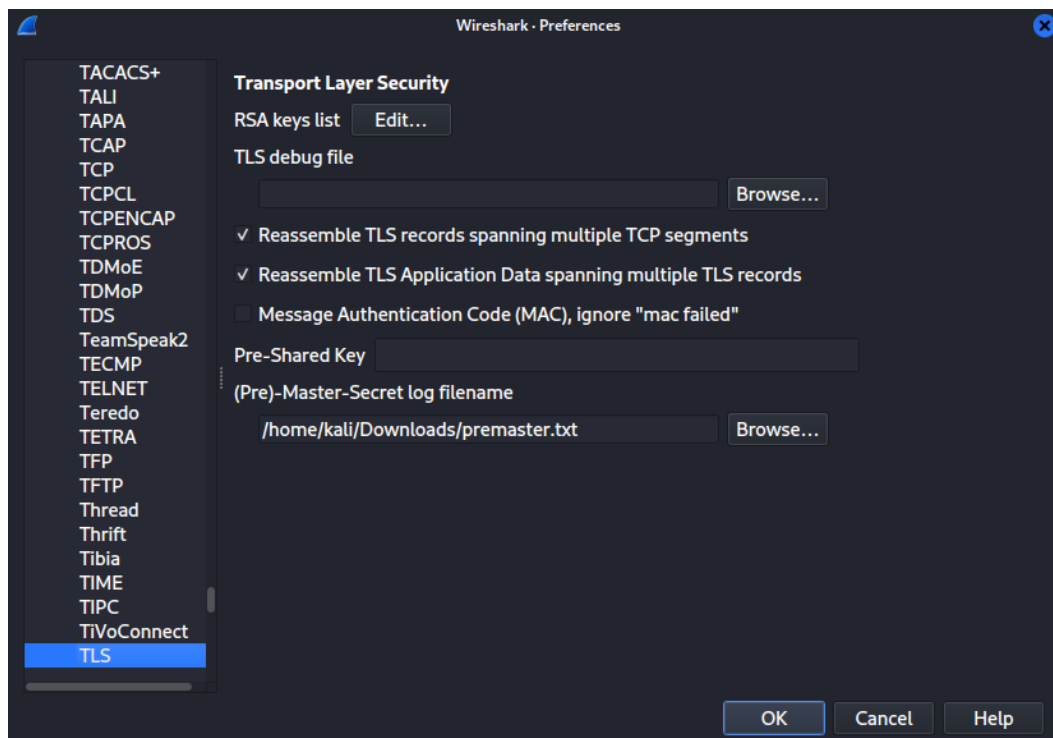 Wireshark · Preferences
TACACS+
TALI
TAPA
TCAP
TCP
TCPCL
TCPENCAP
TCPROS
TDMoE
TDMoP
TDS
TeamSpeak2
TECMP
TELNET
Teredo
TETRA
TFP
TFTP
Thread
Thrift
Tibia
TIME
TIPC
TiVoConnect
TLS
Transport Layer Security
RSA keys list Edit...
TLS debug file
Browse...
✓ Reassemble TLS records spanning multiple TCP segments
✓ Reassemble TLS Application Data spanning multiple TLS records
Message Authentication Code (MAC), ignore "mac failed"
Pre-Shared Key
(Pre)-Master-Secret log filename
/home/kali/Downloads/premaster.txt Browse...
OK Cancel Help